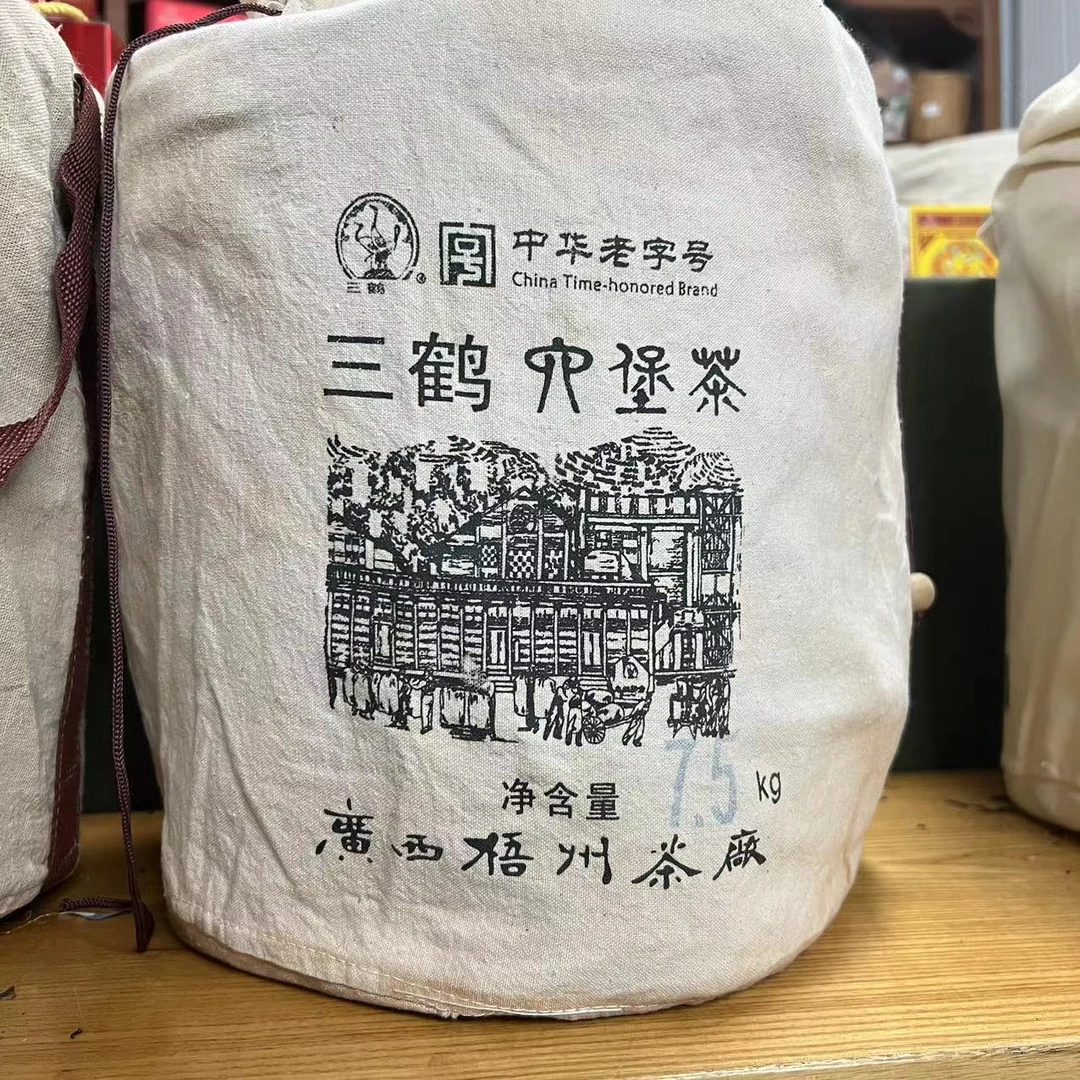 三鹤
®
中华老字号
China Time-honored Brand
三鹤 六堡茶
净含量 7.5 kg
廣西梧州茶廠